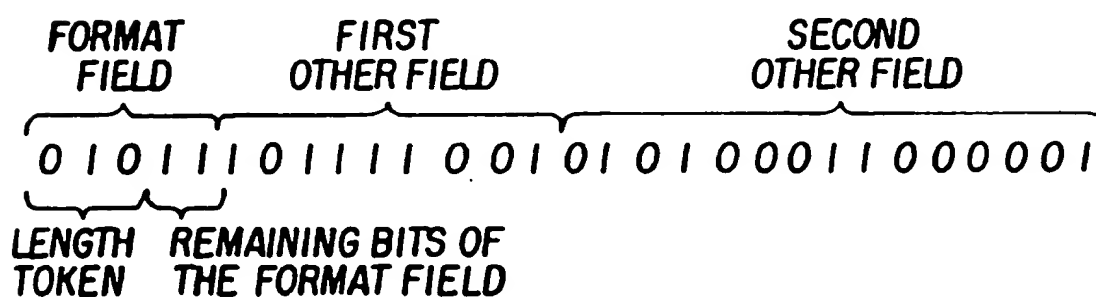 FORMAT FIRST SECOND
FIELD OTHER FIELD OTHER FIELD
0 1 0 1 1 1 0 1 1 1 1 0 0 1 0 1 0 1 0 0 0 1 1 0 0 0 0 0 1
LENGTH REMAINING BITS OF
TOKEN THE FORMAT FIELD